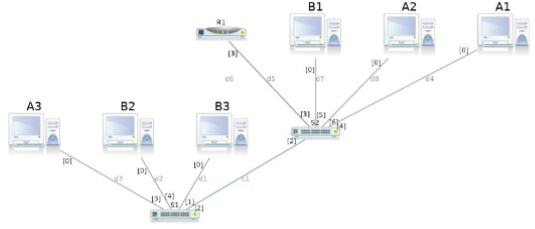 B1 A2 A1
R1
[3] [0]
[0] [0]
d6 d5 d7 d8 d4
A3 B2 B3
[3] [5]
S2 [6] [4]
[2]
[0] [0] [0]
d3 d2 d1 c1
[3] [4] [1] [2]
S1